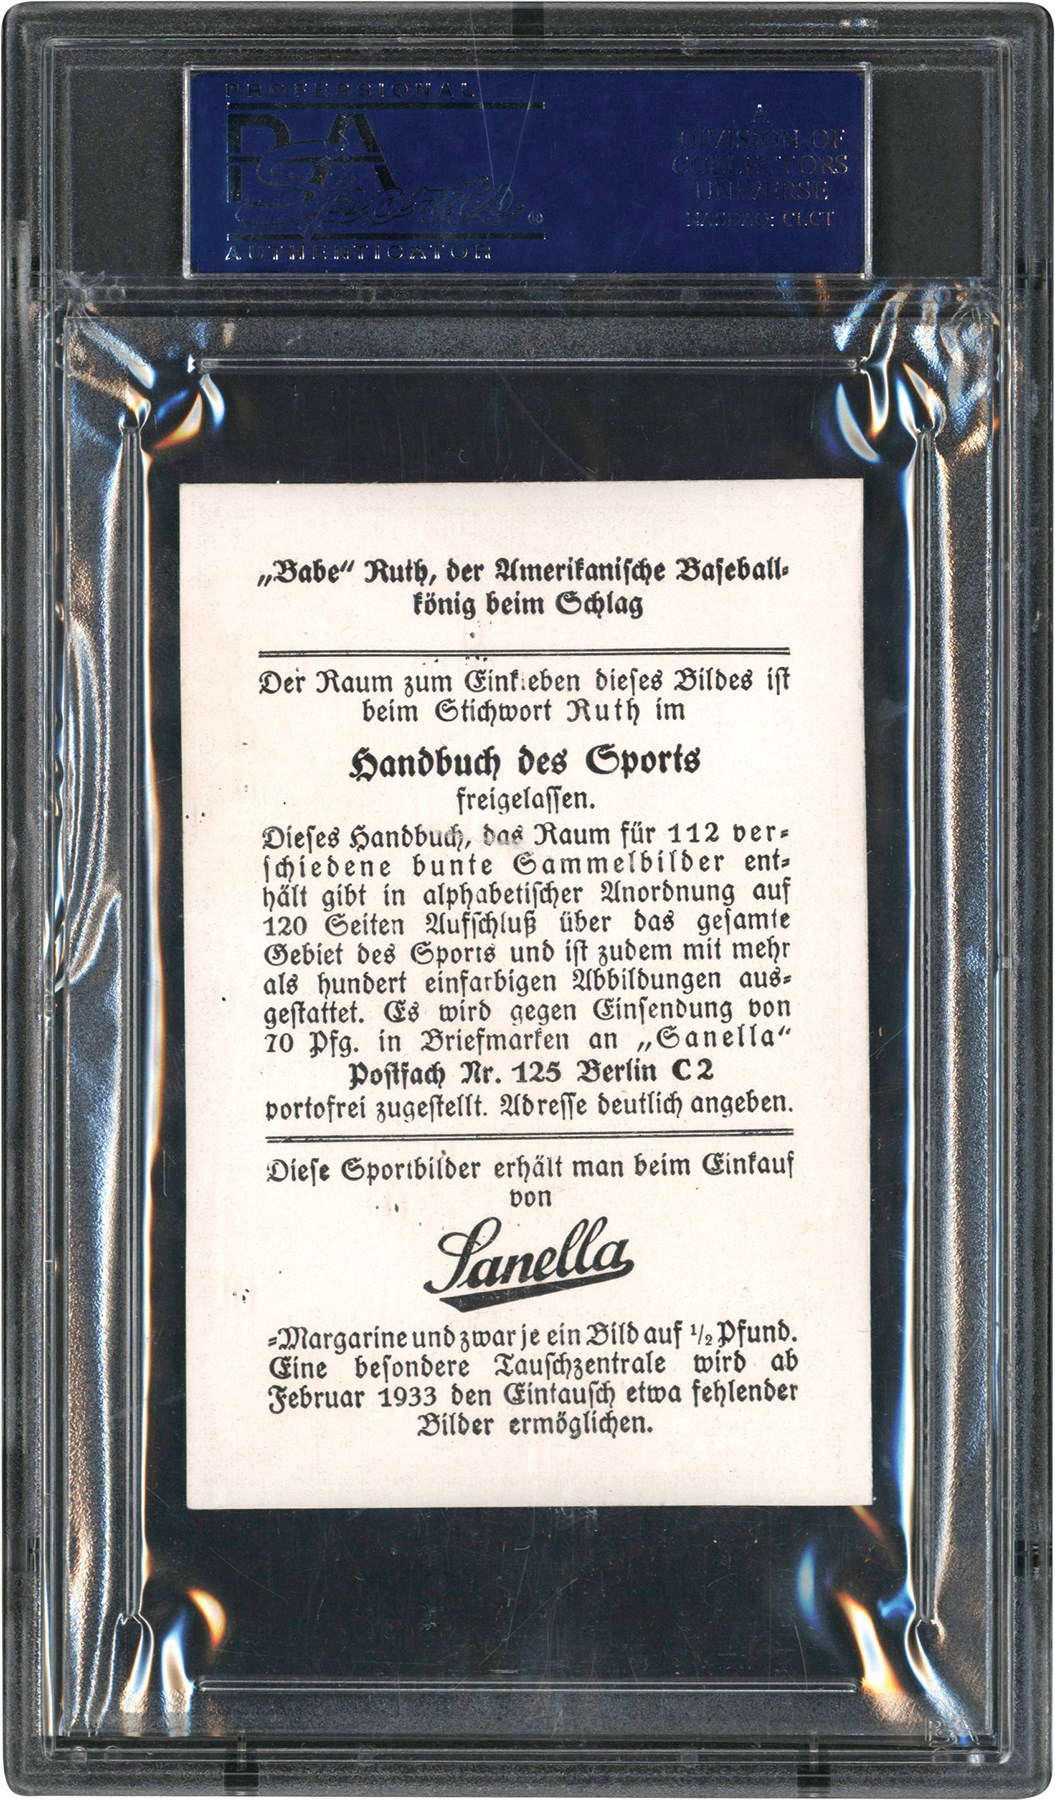 PROFESSIONAL
PSA
Sports
®
AUTHENTICATOR
A
DIVISION OF
COLLECTORS
UNIVERSE
NASDAQ: CLCT
„Babe“ Ruth, der Amerikanische Baseball-
könig beim Schlag
Der Raum zum Einkleben dieses Bildes ist
beim Stichwort Ruth im
Handbuch des Sports
freigelassen.
Dieses Handbuch, das Raum für 112 ver-
schiedene bunte Sammelbilder ent-
hält gibt in alphabetischer Anordnung auf
120 Seiten Aufschluß über das gesamte
Gebiet des Sports und ist zudem mit mehr
als hundert einfarbigen Abbildungen aus-
gestattet. Es wird gegen Einsendung von
70 Pfg. in Briefmarken an „Sanella“
Postfach Nr. 125 Berlin C 2
portofrei zugestellt. Adresse deutlich angeben.
Diese Sportbilder erhält man beim Einkauf
von
Sanella
-Margarine und zwar je ein Bild auf ½ Pfund.
Eine besondere Tauschzentrale wird ab
Februar 1933 den Eintausch etwa fehlender
Bilder ermöglichen.